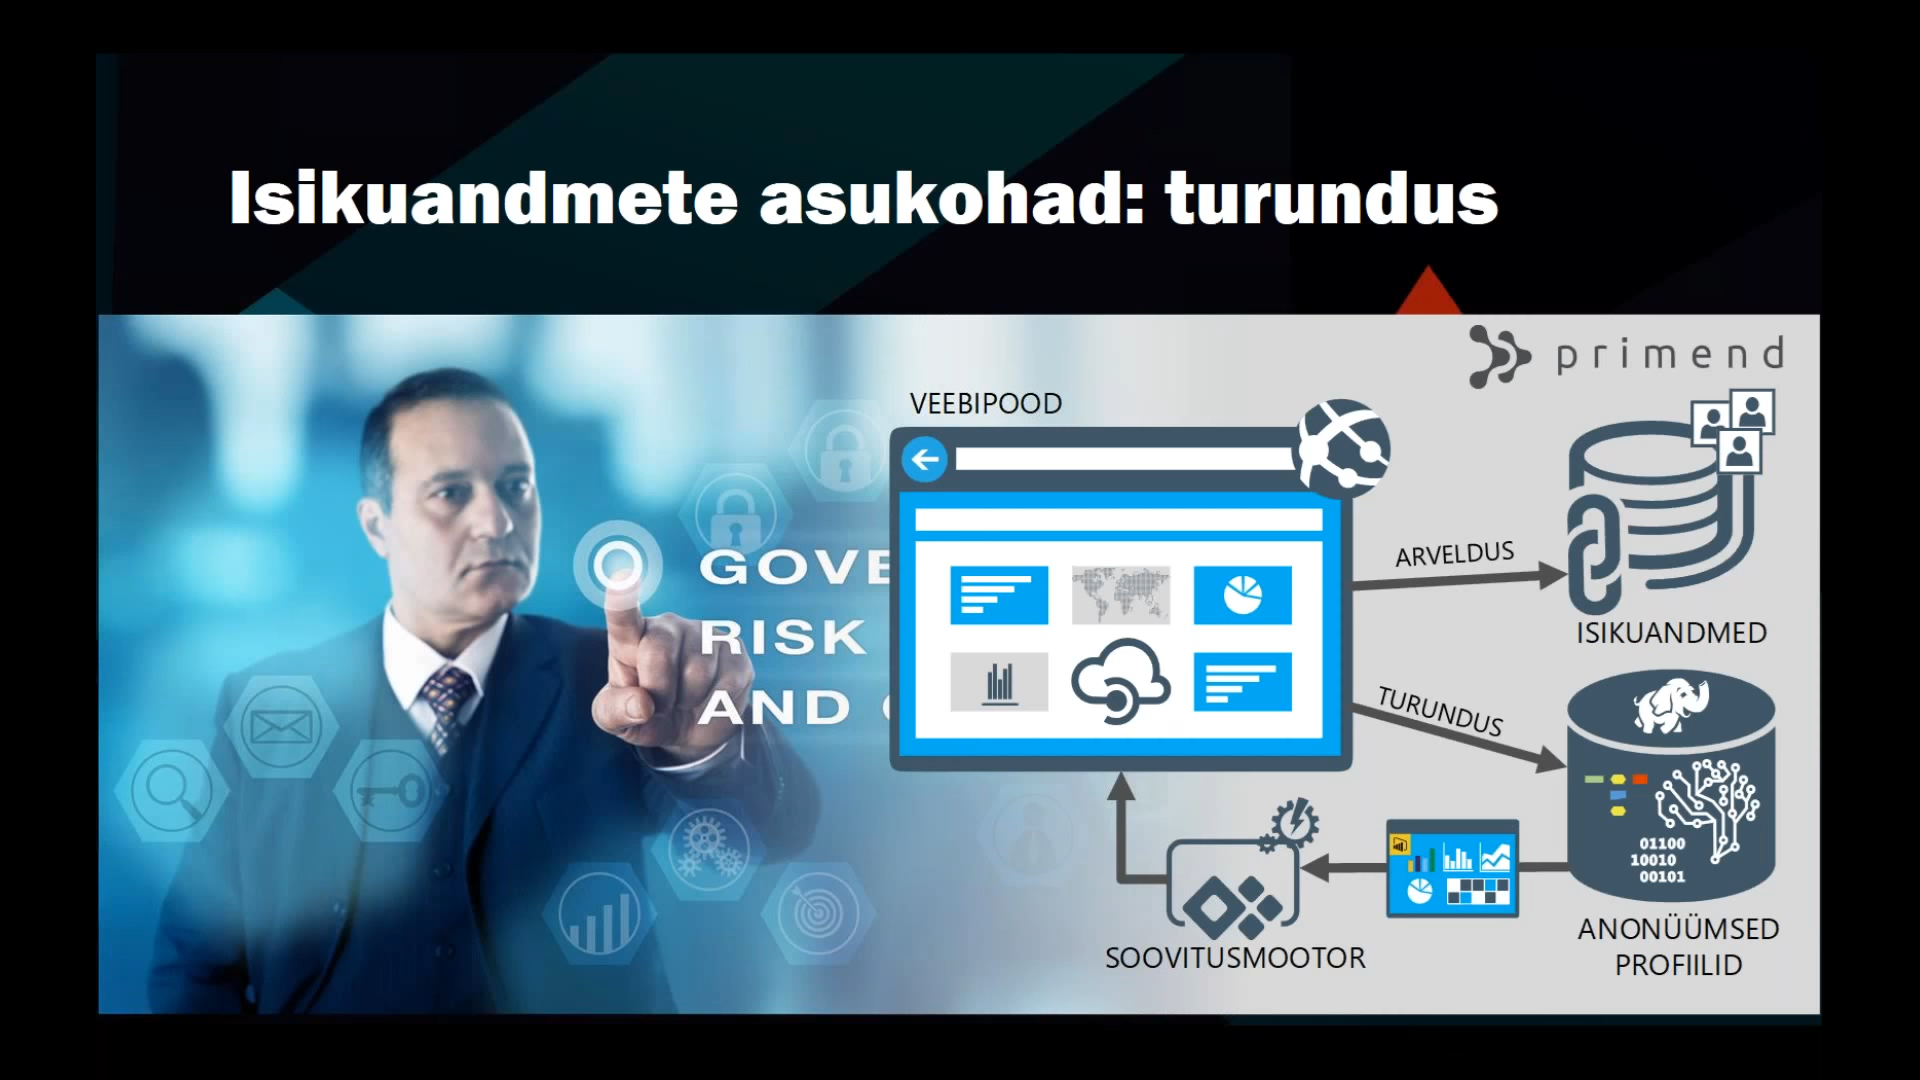 Isikuandmete asukohad: turundus
primend
VEEBIPOOD
GOVE
RISK
AND
ARVELDUS
ISIKUANDMED
TURUNDUS
01100
10010
00101
SOOVITUSMOOTOR
ANONÜÜMSED
PROFIILID